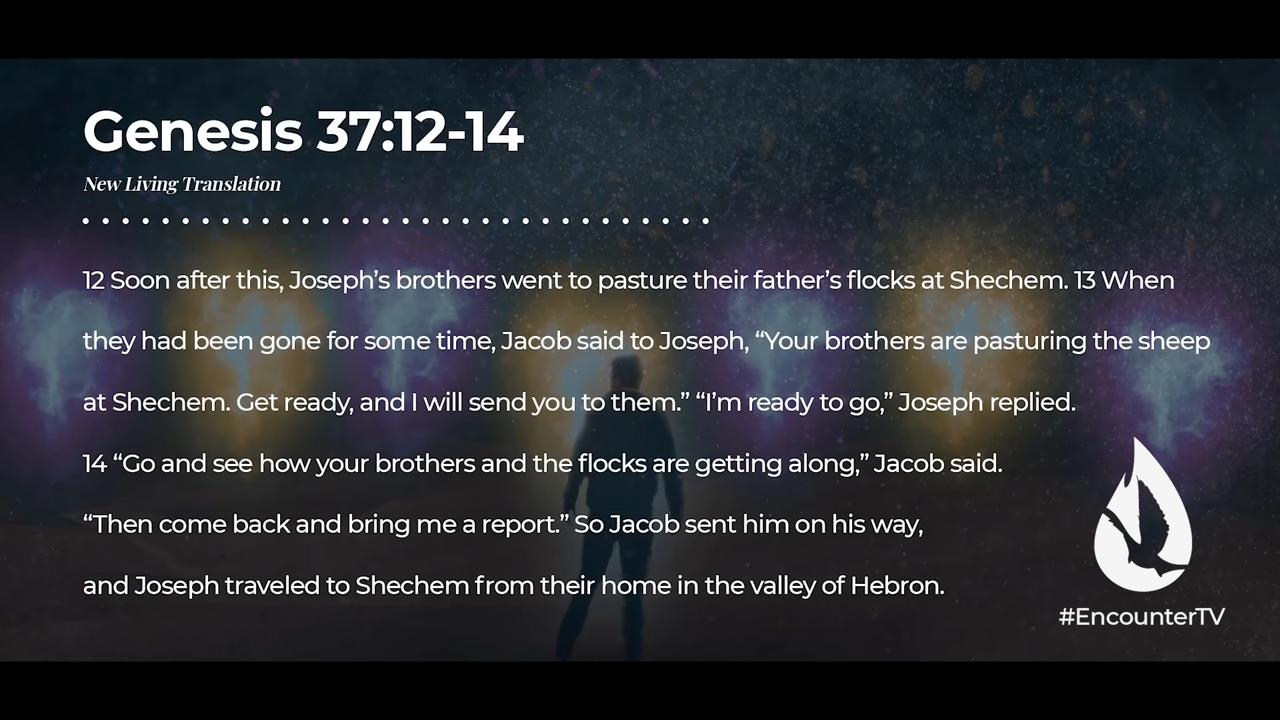 Genesis 37:12-14
New Living Translation
12 Soon after this, Joseph’s brothers went to pasture their father’s flocks at Shechem. 13 When
they had been gone for some time, Jacob said to Joseph, “Your brothers are pasturing the sheep
at Shechem. Get ready, and I will send you to them.” “I’m ready to go,” Joseph replied.
14 “Go and see how your brothers and the flocks are getting along,” Jacob said.
“Then come back and bring me a report.” So Jacob sent him on his way,
and Joseph traveled to Shechem from their home in the valley of Hebron.
#EncounterTV